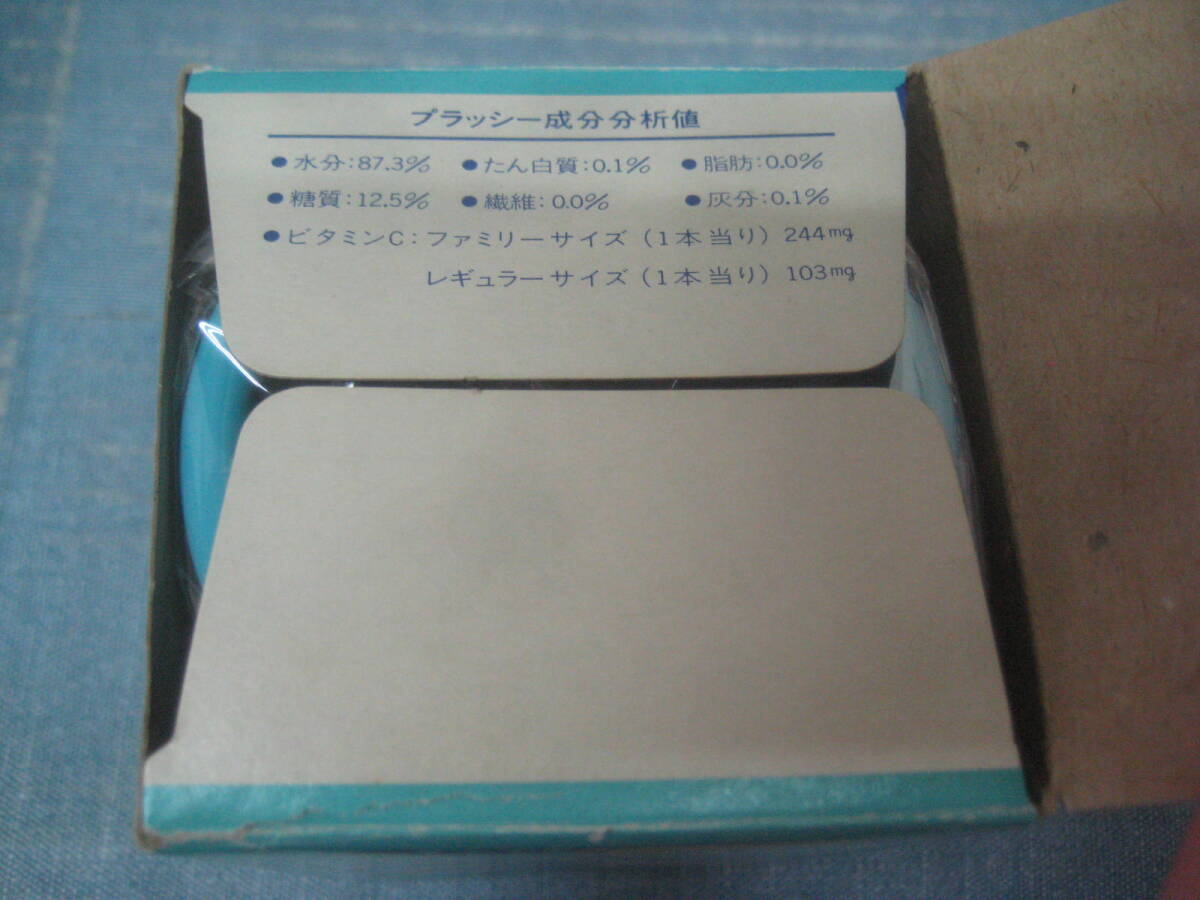 プラッシー成分分析値
●水分:87.3% ●たん白質:0.1% ●脂肪:0.0%
●糖質:12.5% ●繊維:0.0% ●灰分:0.1%
●ビタミンC:ファミリーサイズ(1本当り)244mg
レギュラーサイズ(1本当り)103mg